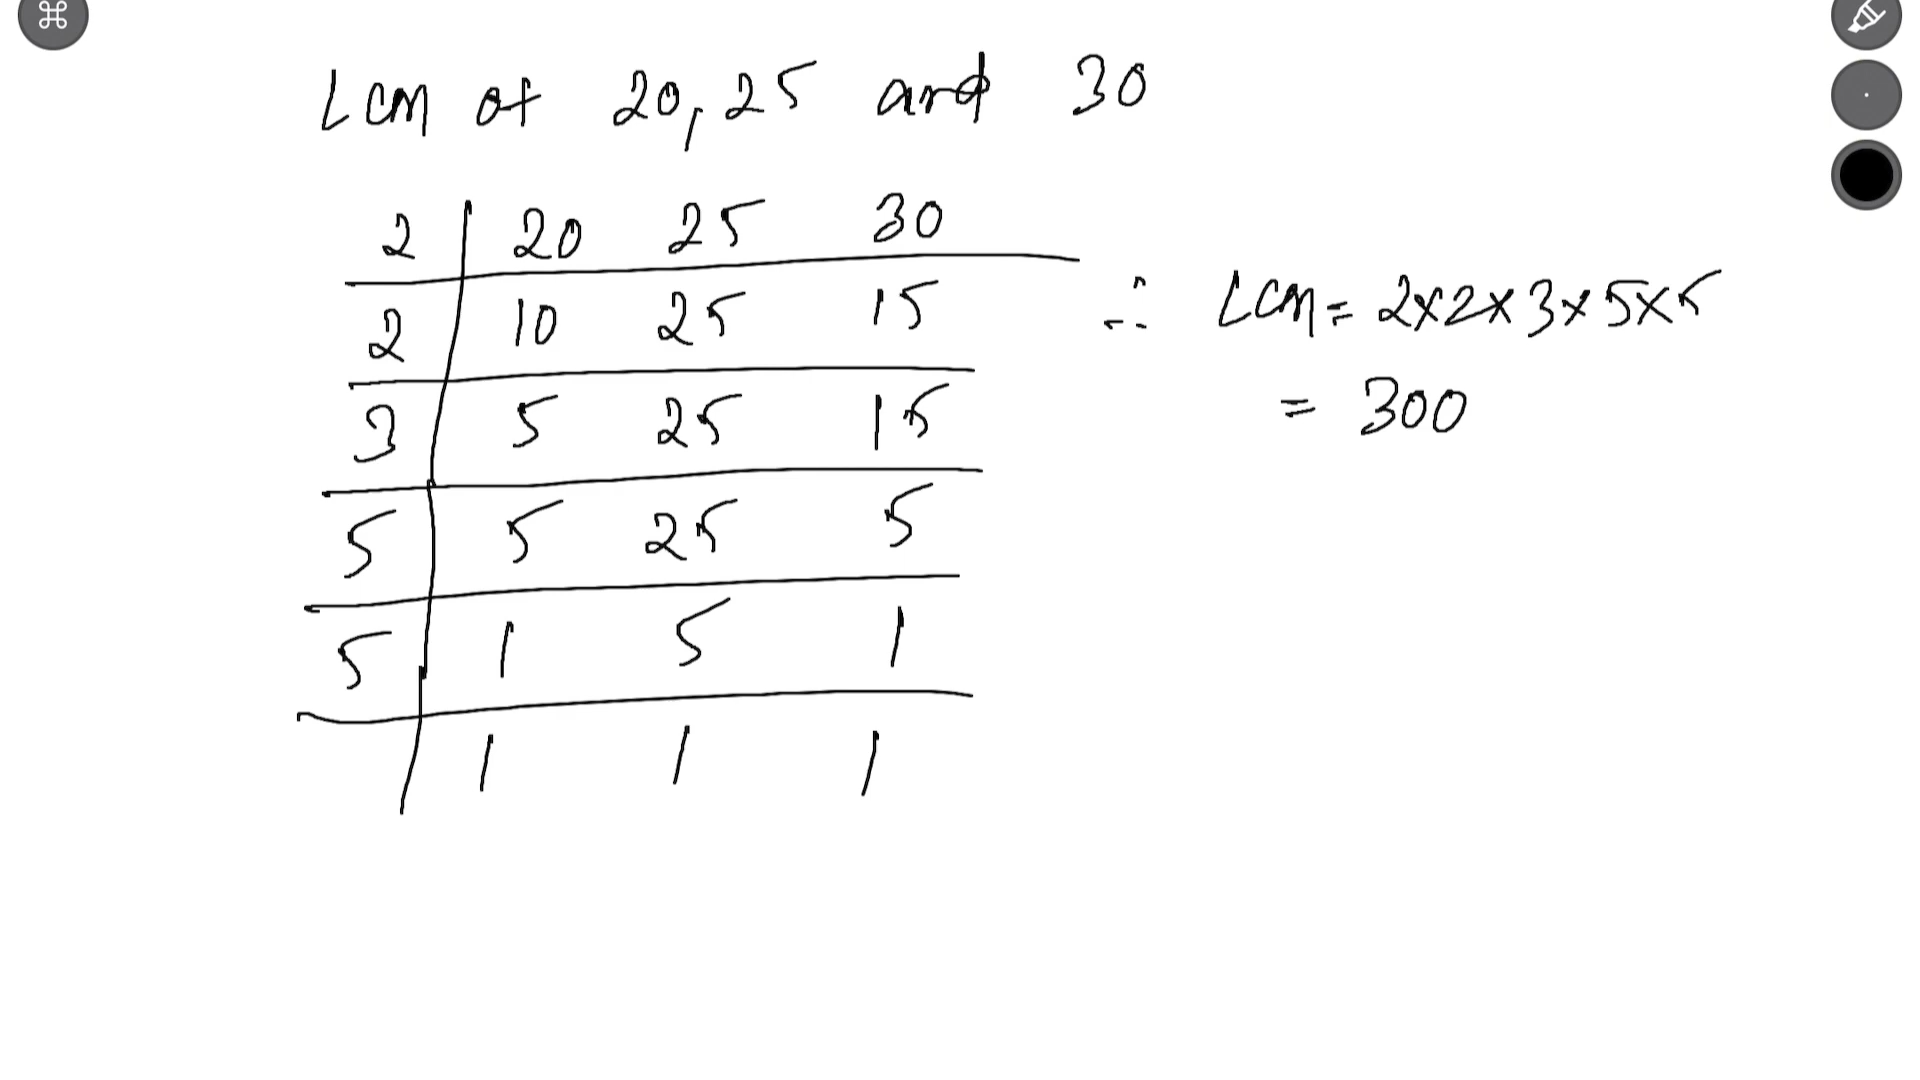 LCM of 20, 25 and 30
2 20 25 30
2 10 25 15
3 5 25 15
5 5 25 5
5 1 5 1
1 1 1
∴ LCM = 2×2×3×5×5
= 300